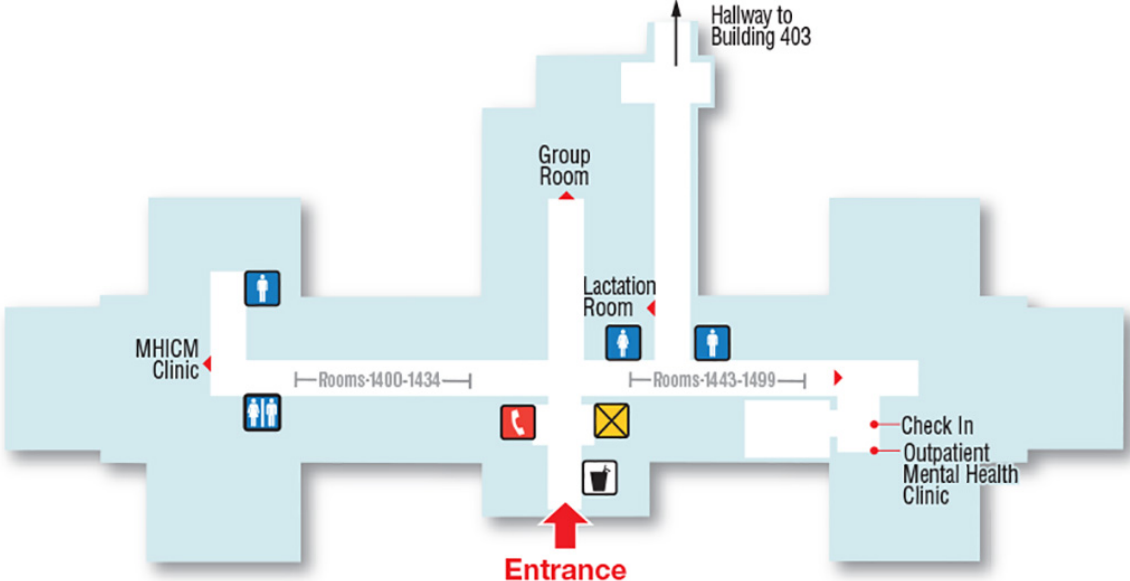 Hallway to
Building 403
Group
Room
Lactation
Room
MHICM
Clinic
Rooms-1400-1434
Rooms-1443-1499
Check In
Outpatient
Mental Health
Clinic
Entrance